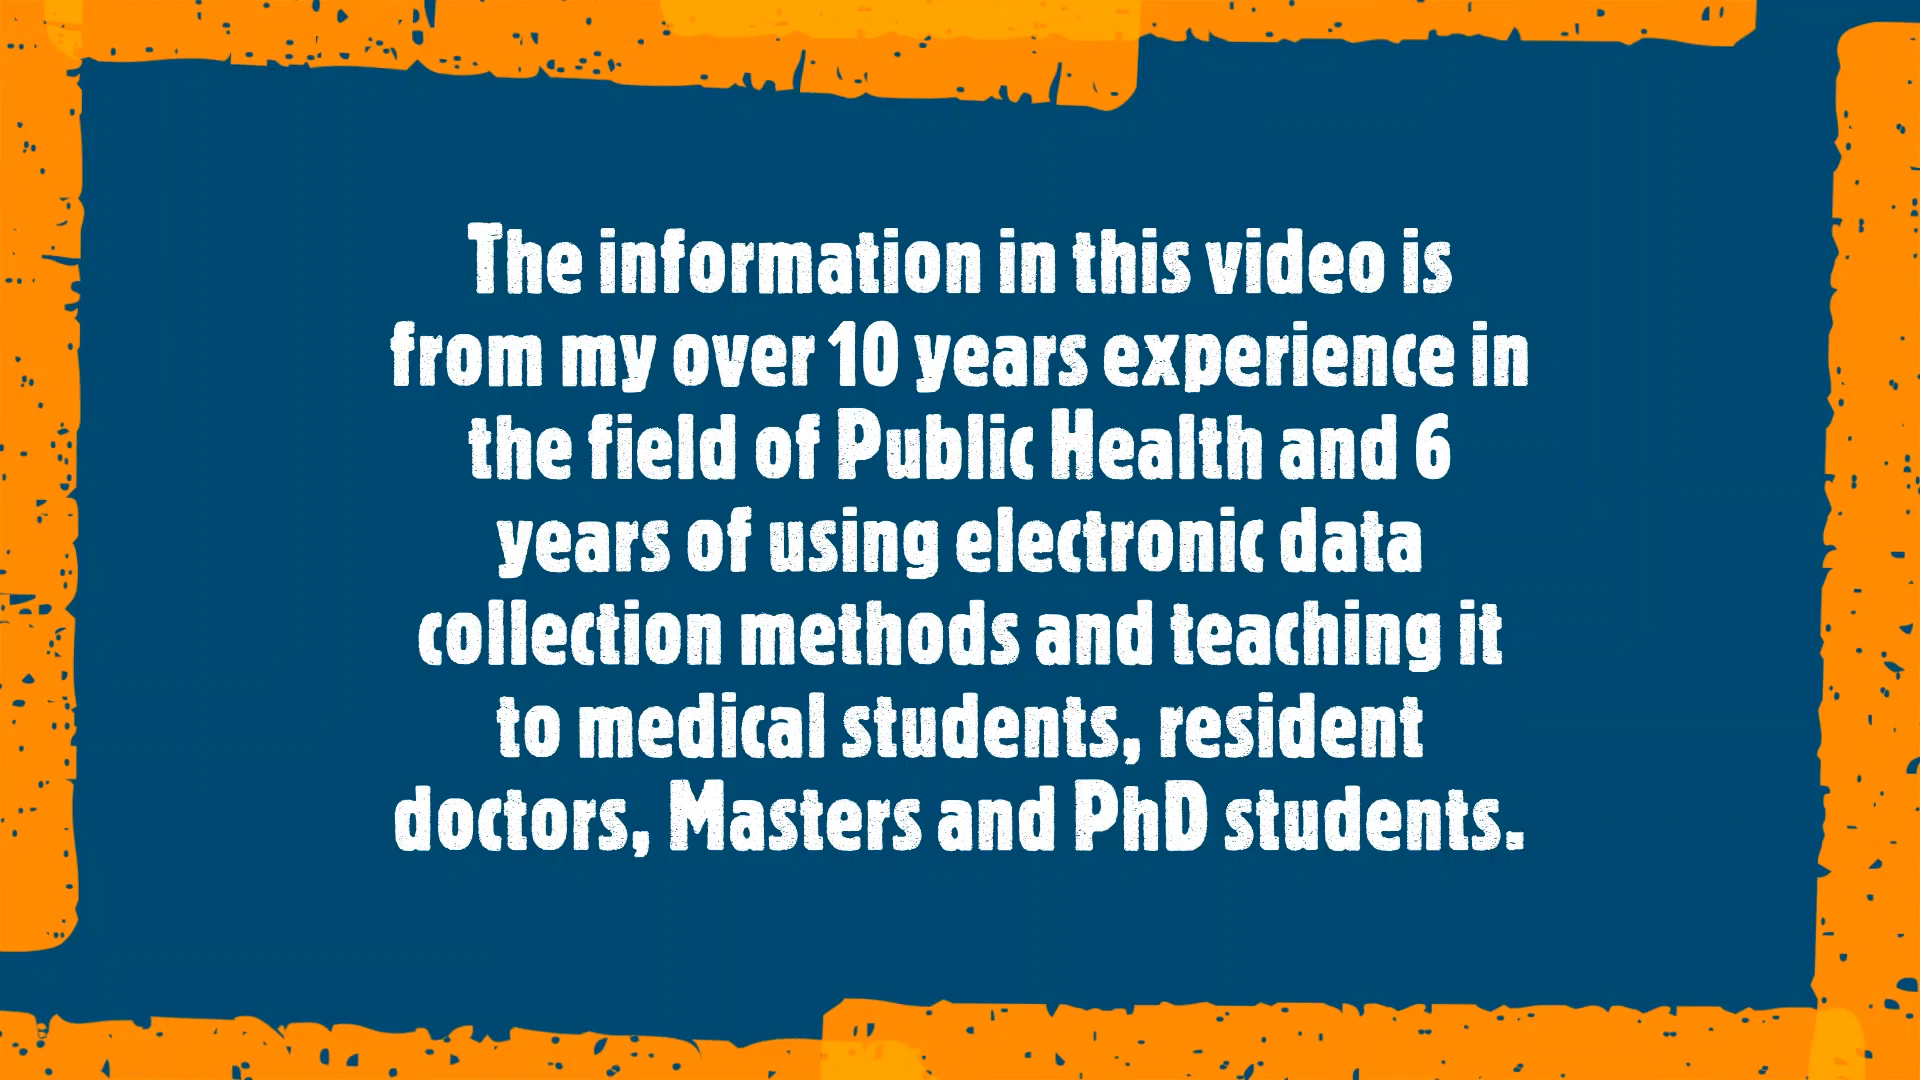 The information in this video is
from my over 10 years experience in
the field of Public Health and 6
years of using electronic data
collection methods and teaching it
to medical students, resident
doctors, Masters and PhD students.